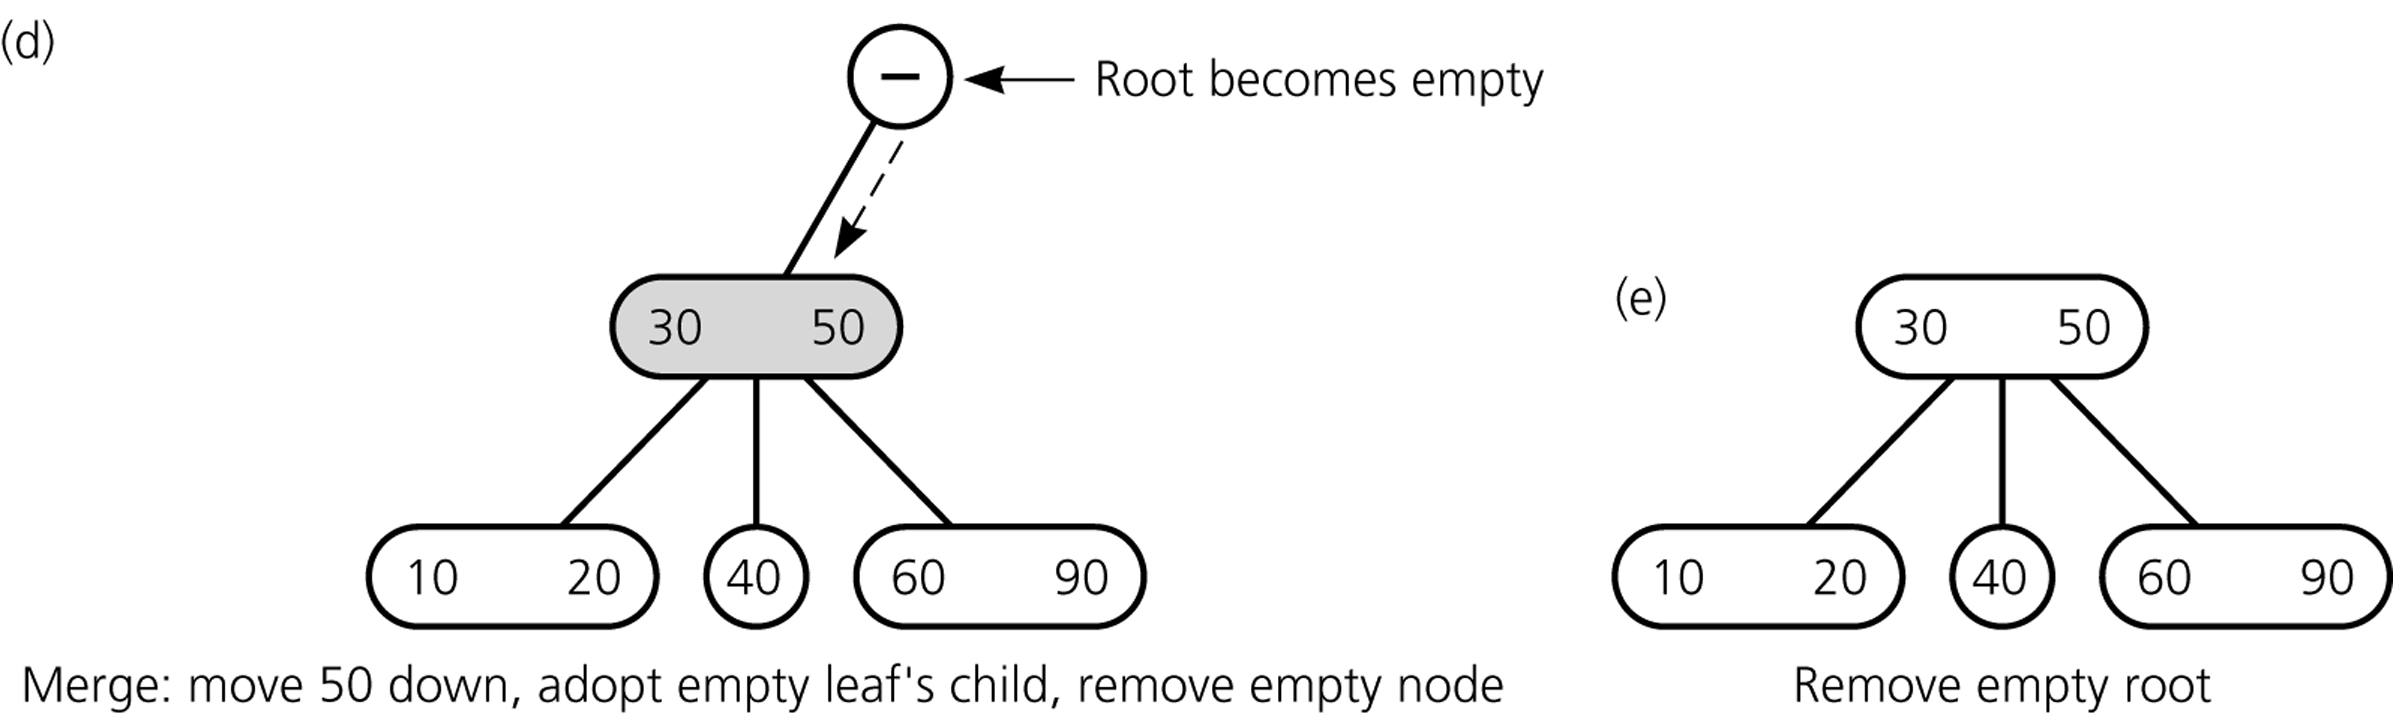 (d)
–
Root becomes empty
30 50
10 20 40 60 90
Merge: move 50 down, adopt empty leaf's child, remove empty node
(e)
30 50
10 20 40 60 90
Remove empty root